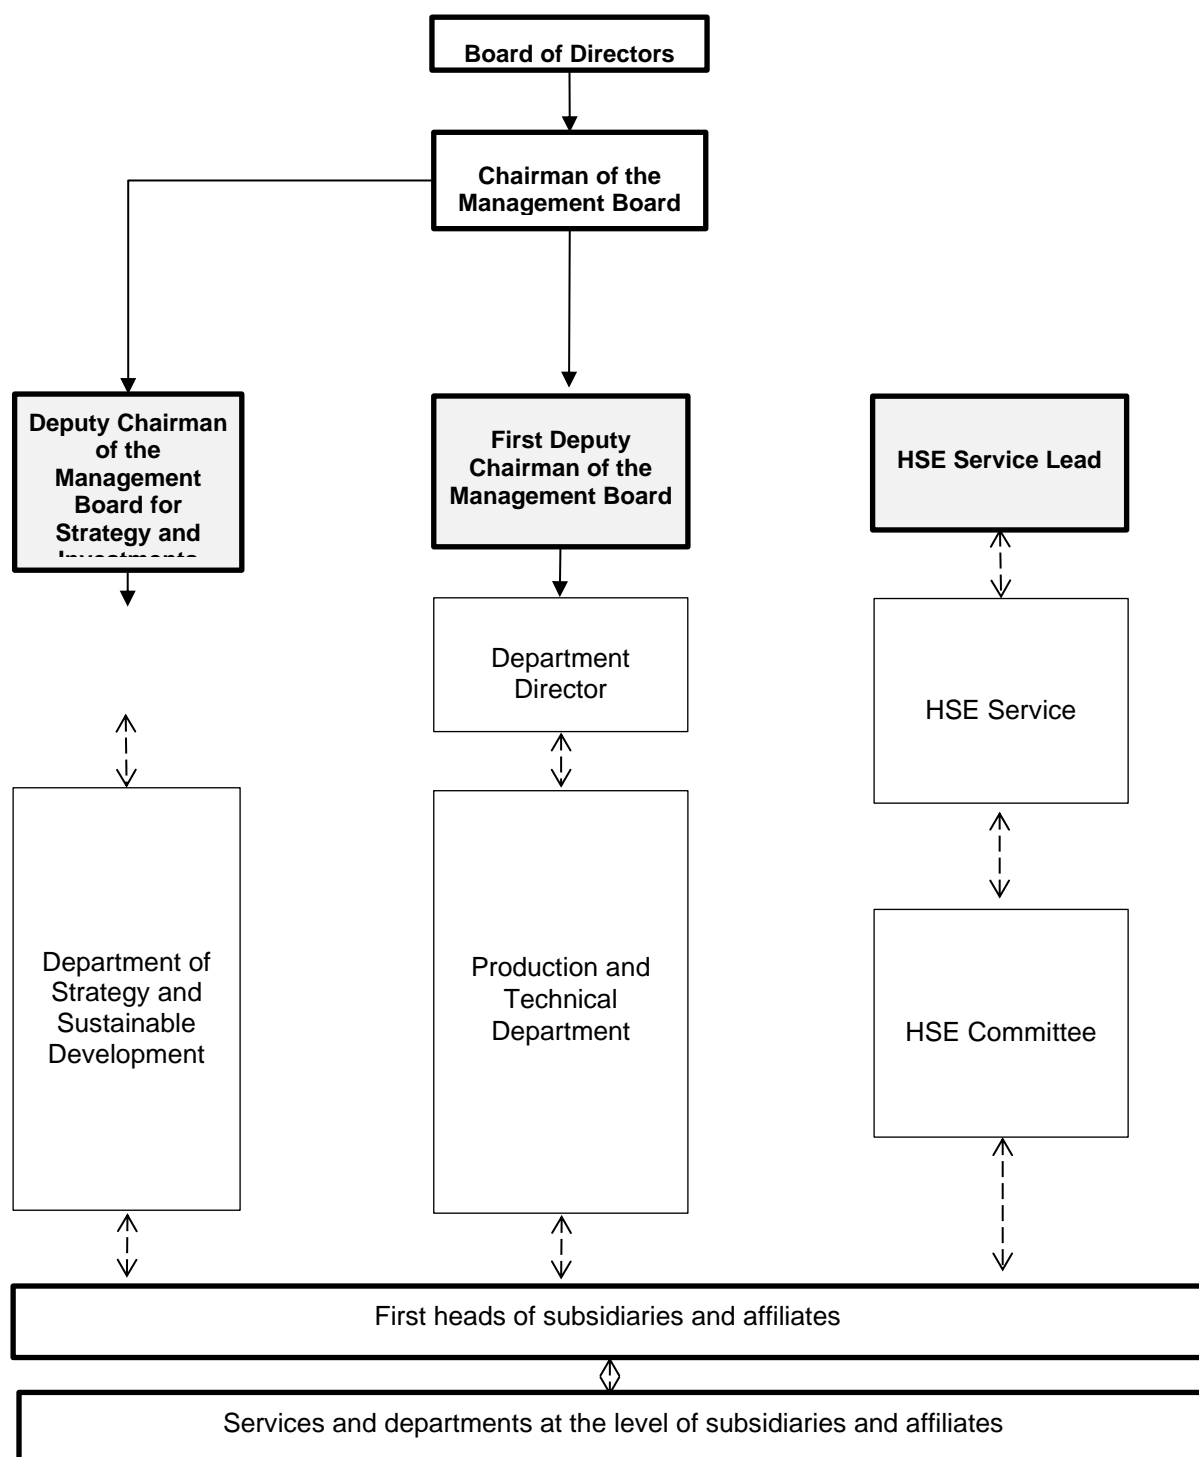 Board of Directors
Chairman of the
Management Board
Deputy Chairman
of the
Management
Board for
Strategy and
Investments
First Deputy
Chairman of the
Management Board
HSE Service Lead
Department
Director
HSE Service
Department of
Strategy and
Sustainable
Development
Production and
Technical
Department
HSE Committee
First heads of subsidiaries and affiliates
Services and departments at the level of subsidiaries and affiliates